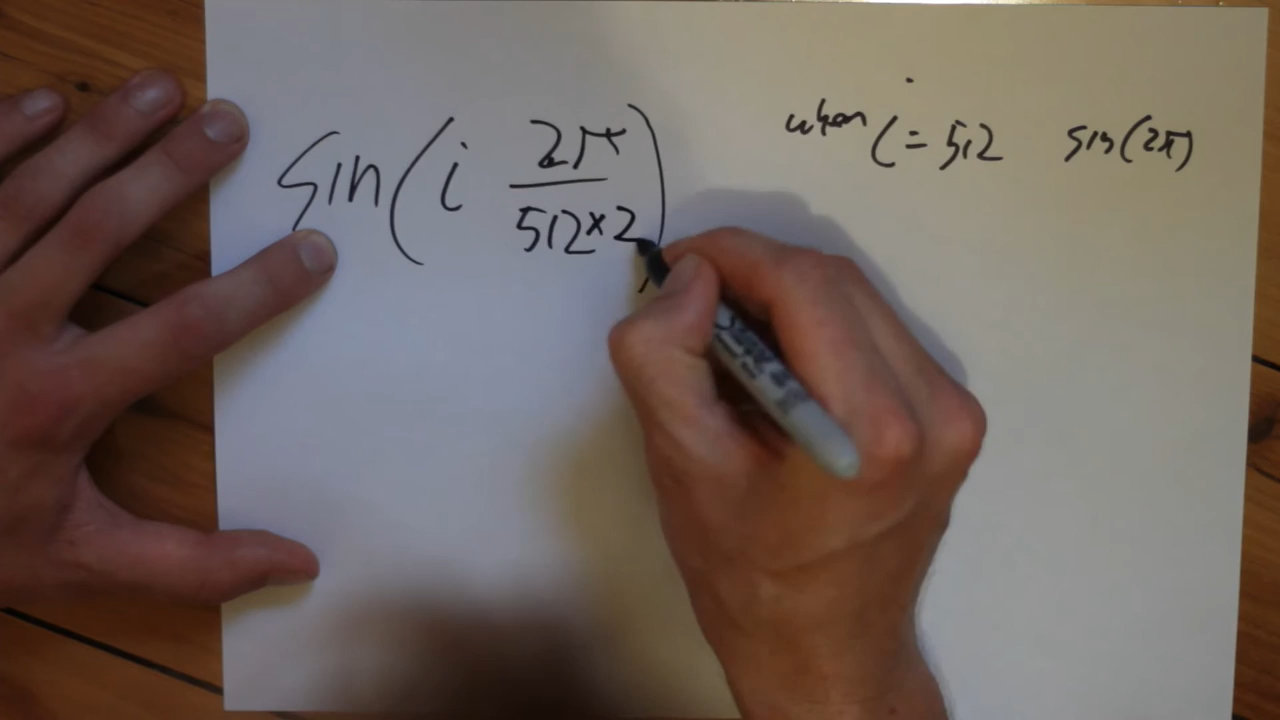 sin(i 2π / 512×2)
when i = 512 sin(2π)